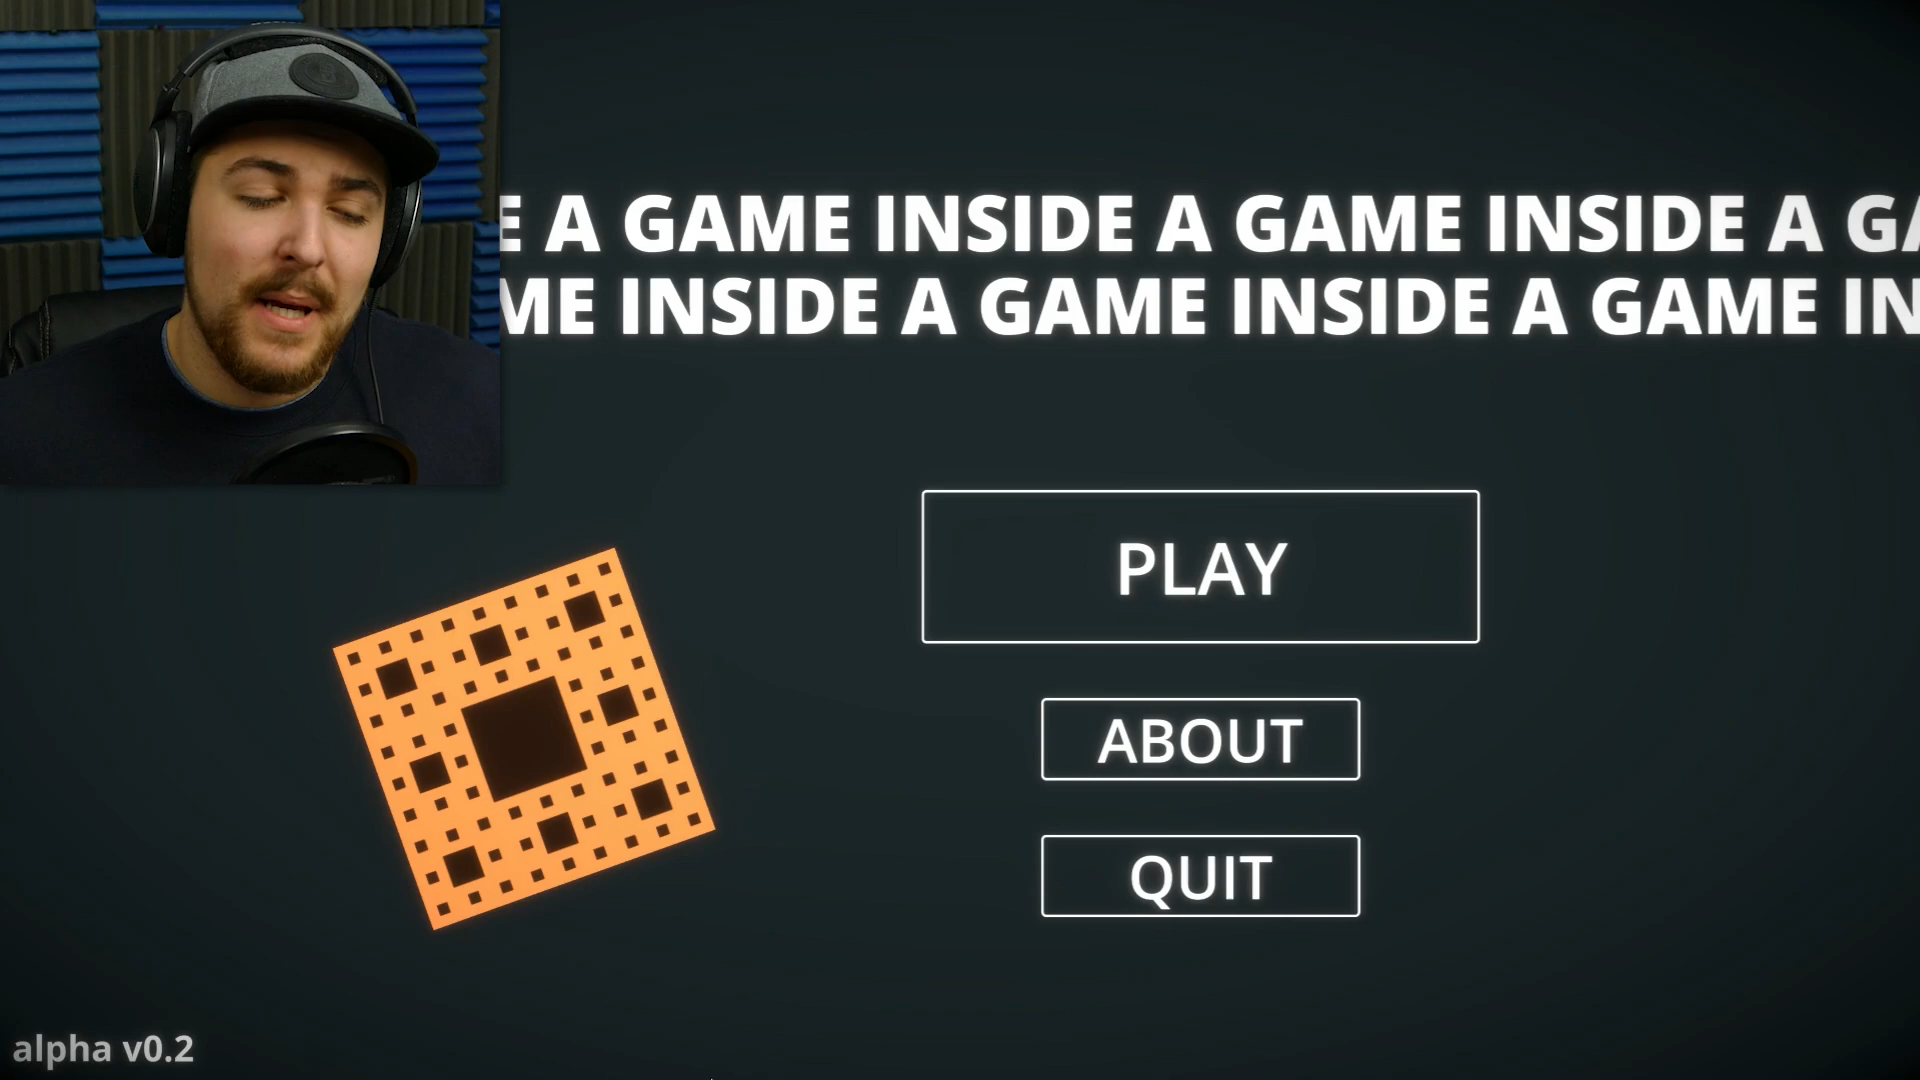 E A GAME INSIDE A GAME INSIDE A GA
ME INSIDE A GAME INSIDE A GAME IN
PLAY
ABOUT
QUIT
alpha v0.2